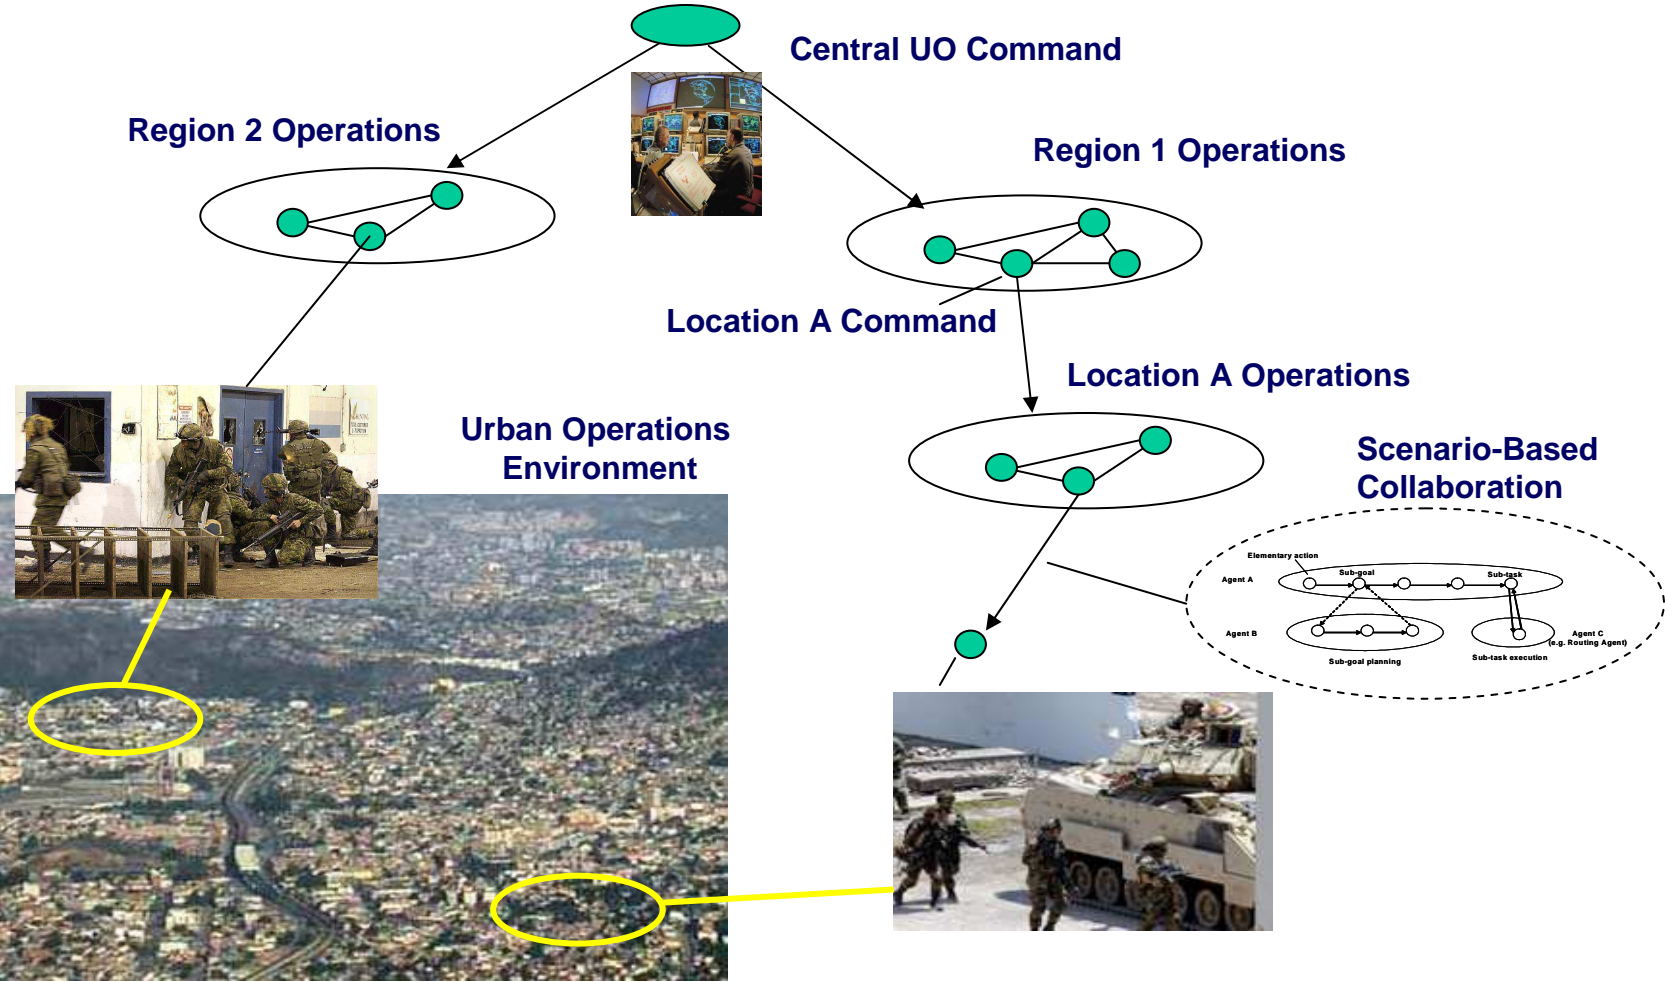 Central UO Command
Region 2 Operations
Region 1 Operations
Location A Command
Location A Operations
Urban Operations
Environment
Scenario-Based
Collaboration
Elementary action
Sub-goal
Sub-task
Agent A
Agent B
Agent C
(e.g. Routing Agent)
Sub-goal planning
Sub-task execution